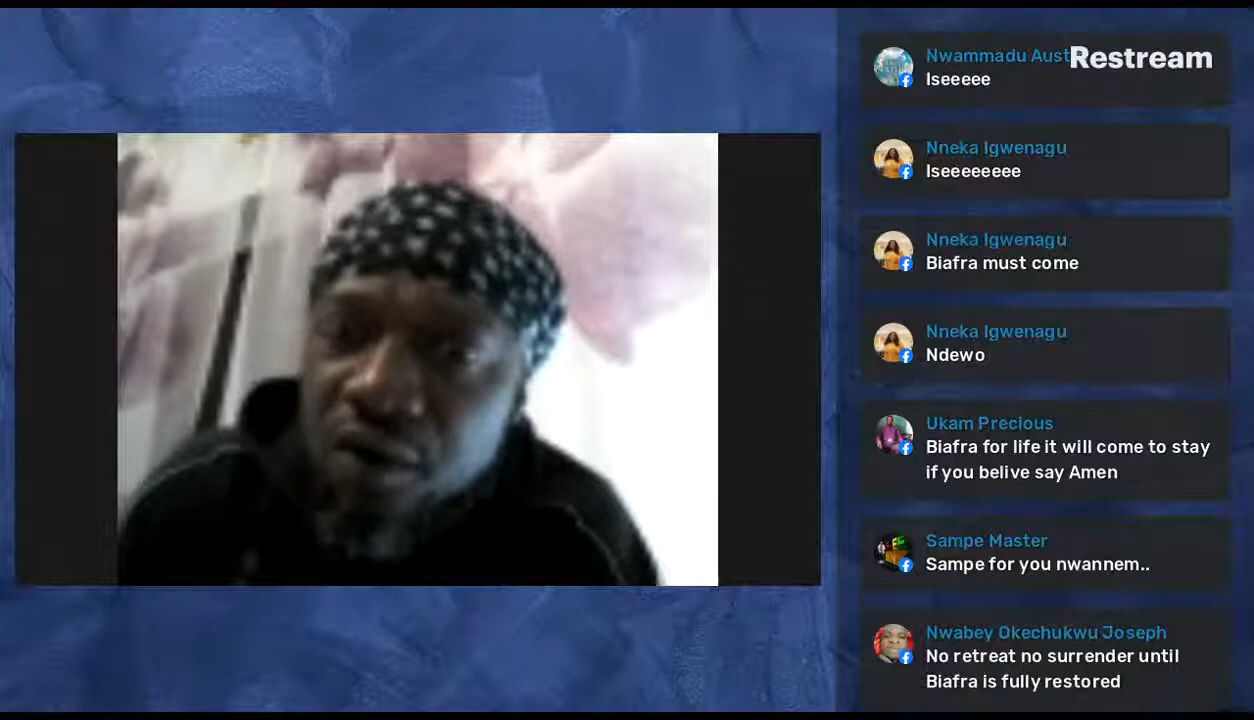 Nwammadu Aust
Restream
Iseeeee
Nneka Igwenagu
Iseeeeeeee
Nneka Igwenagu
Biafra must come
Nneka Igwenagu
Ndewo
Ukam Precious
Biafra for life it will come to stay
if you belive say Amen
Sampe Master
Sampe for you nwannem..
Nwabey Okechukwu Joseph
No retreat no surrender until
Biafra is fully restored